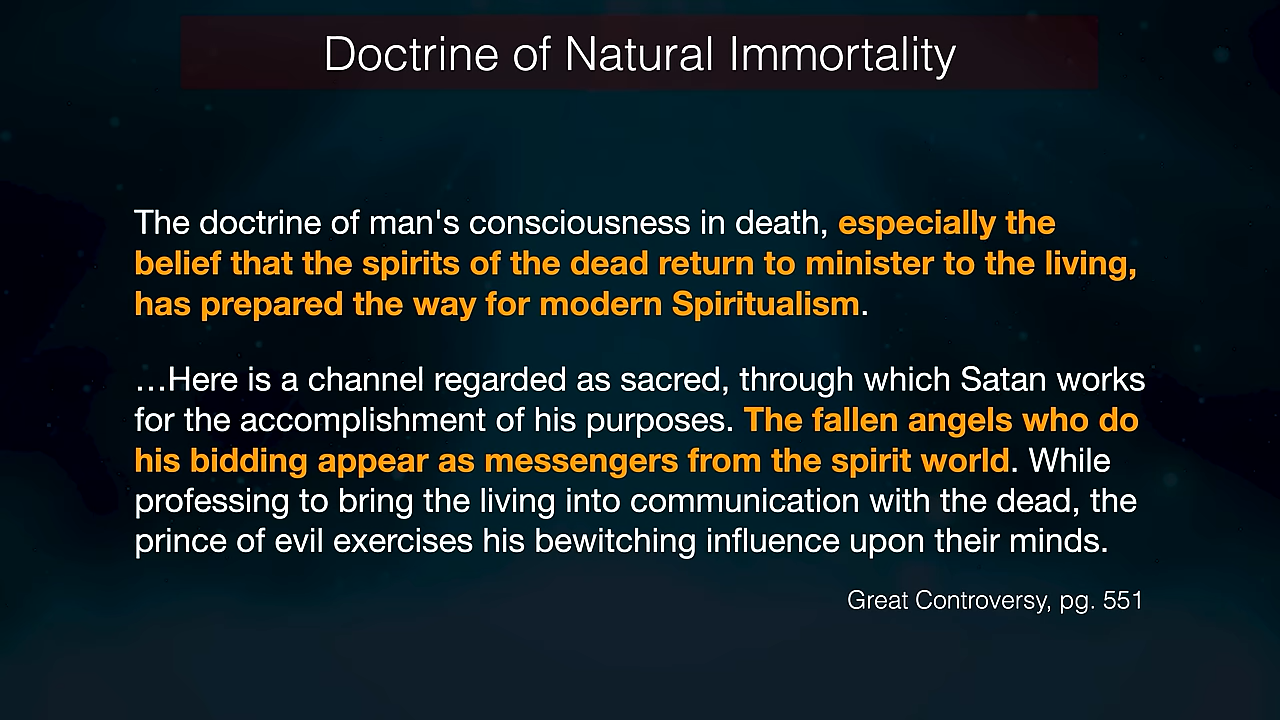 Doctrine of Natural Immortality
The doctrine of man's consciousness in death, especially the
belief that the spirits of the dead return to minister to the living,
has prepared the way for modern Spiritualism.
…Here is a channel regarded as sacred, through which Satan works
for the accomplishment of his purposes. The fallen angels who do
his bidding appear as messengers from the spirit world. While
professing to bring the living into communication with the dead, the
prince of evil exercises his bewitching influence upon their minds.
Great Controversy, pg. 551